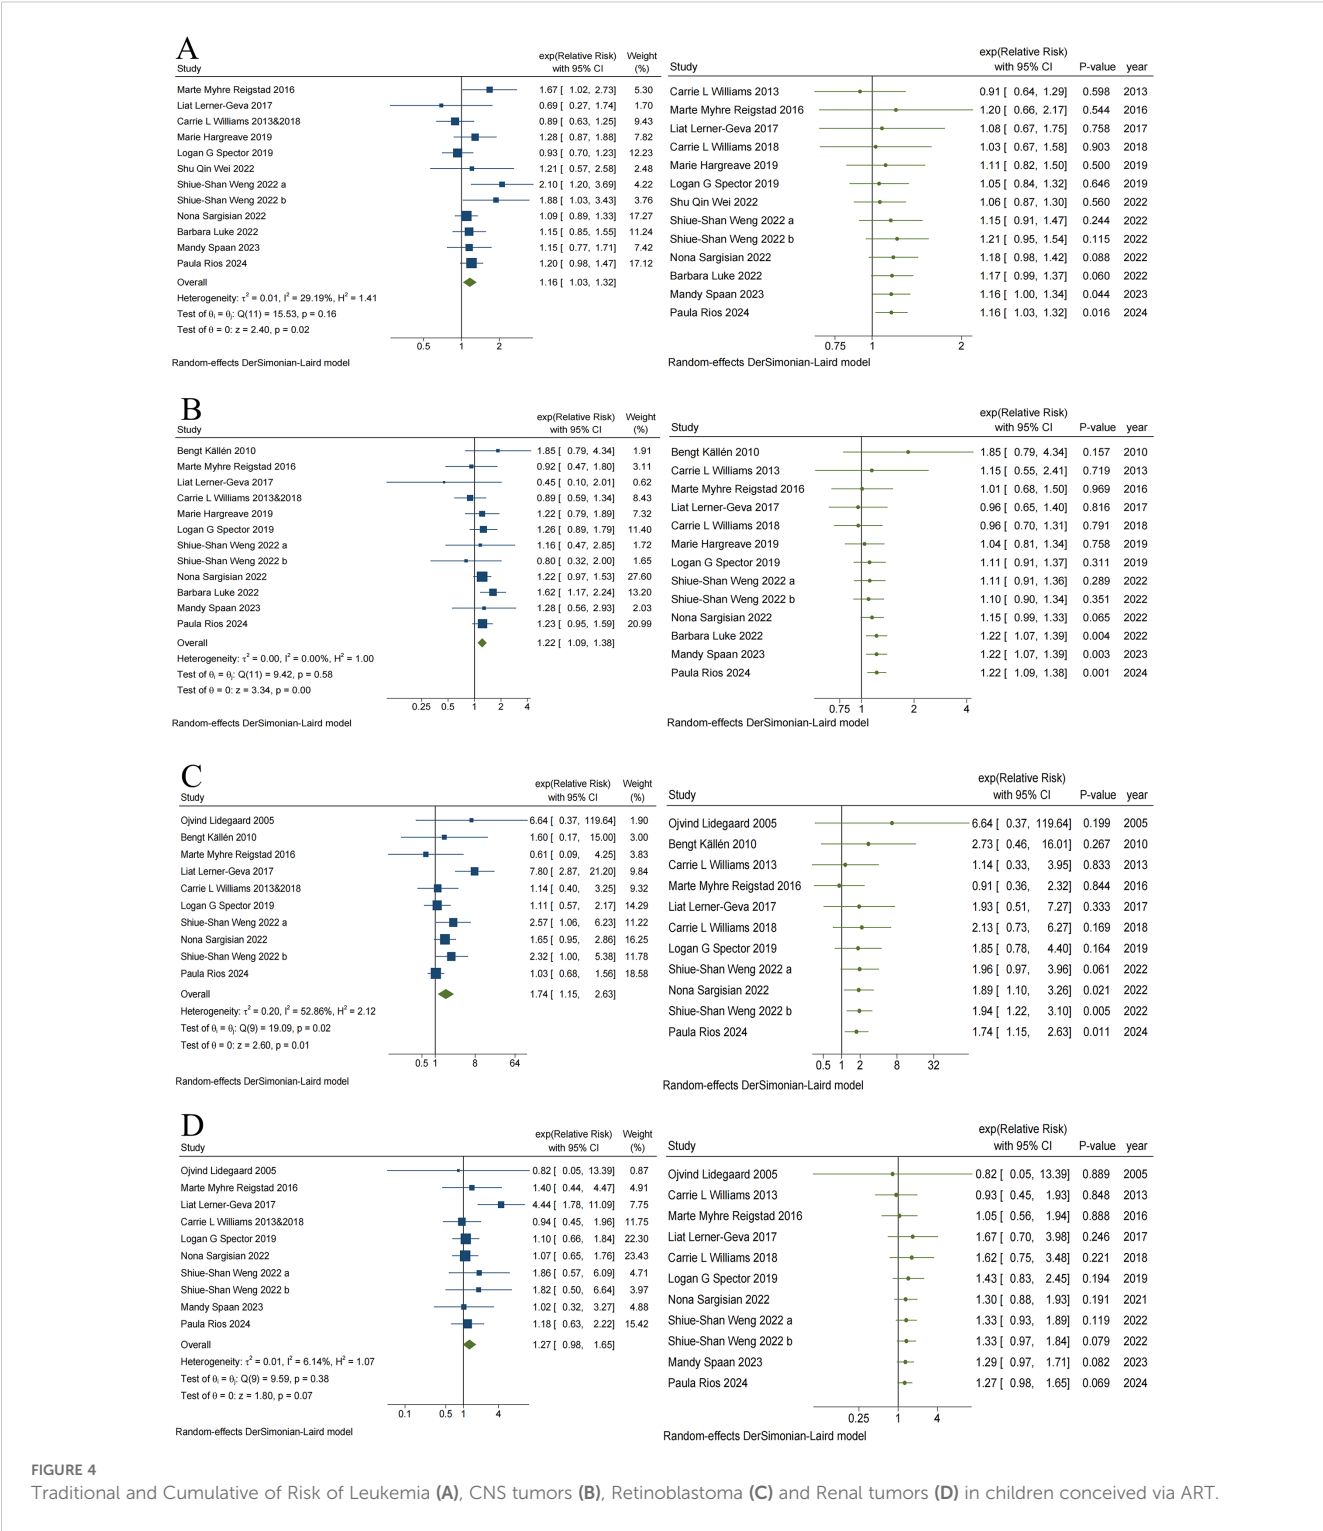 A
Study exp(Relative Risk) with 95% CI Weight (%)
Marte Myhre Reigstad 2016 1.67 [ 1.02, 2.73] 5.30
Liat Lerner-Geva 2017 0.69 [ 0.27, 1.74] 1.70
Carrie L Williams 2013&2018 0.89 [ 0.63, 1.25] 9.43
Marie Hargreave 2019 1.28 [ 0.87, 1.88] 7.82
Logan G Spector 2019 0.93 [ 0.70, 1.23] 12.23
Shu Qin Wei 2022 1.21 [ 0.57, 2.58] 2.48
Shiue-Shan Weng 2022 a 2.10 [ 1.20, 3.69] 4.22
Shiue-Shan Weng 2022 b 1.88 [ 1.03, 3.43] 3.76
Nona Sargisian 2022 1.09 [ 0.89, 1.33] 17.27
Barbara Luke 2022 1.15 [ 0.85, 1.55] 11.24
Mandy Spaan 2023 1.15 [ 0.77, 1.71] 7.42
Paula Rios 2024 1.20 [ 0.98, 1.47] 17.12
Overall 1.16 [ 1.03, 1.32]
Heterogeneity: τ² = 0.01, I² = 29.19%, H² = 1.41
Test of θᵢ = θⱼ: Q(11) = 15.53, p = 0.16
Test of θ = 0: z = 2.40, p = 0.02
0.5 1 2
Random-effects DerSimonian-Laird model
Study exp(Relative Risk) with 95% CI P-value year
Carrie L Williams 2013 0.91 [ 0.64, 1.29] 0.598 2013
Marte Myhre Reigstad 2016 1.20 [ 0.66, 2.17] 0.544 2016
Liat Lerner-Geva 2017 1.08 [ 0.67, 1.75] 0.758 2017
Carrie L Williams 2018 1.03 [ 0.67, 1.58] 0.903 2018
Marie Hargreave 2019 1.11 [ 0.82, 1.50] 0.500 2019
Logan G Spector 2019 1.05 [ 0.84, 1.32] 0.646 2019
Shu Qin Wei 2022 1.06 [ 0.87, 1.30] 0.560 2022
Shiue-Shan Weng 2022 a 1.15 [ 0.91, 1.47] 0.244 2022
Shiue-Shan Weng 2022 b 1.21 [ 0.95, 1.54] 0.115 2022
Nona Sargisian 2022 1.18 [ 0.98, 1.42] 0.088 2022
Barbara Luke 2022 1.17 [ 0.99, 1.37] 0.060 2022
Mandy Spaan 2023 1.16 [ 1.00, 1.34] 0.044 2023
Paula Rios 2024 1.16 [ 1.03, 1.32] 0.016 2024
0.75 1 2
Random-effects DerSimonian-Laird model
B
Study exp(Relative Risk) with 95% CI Weight (%)
Bengt Källén 2010 1.85 [ 0.79, 4.34] 1.91
Marte Myhre Reigstad 2016 0.92 [ 0.47, 1.80] 3.11
Liat Lerner-Geva 2017 0.45 [ 0.10, 2.01] 0.62
Carrie L Williams 2013&2018 0.89 [ 0.59, 1.34] 8.43
Marie Hargreave 2019 1.22 [ 0.79, 1.89] 7.32
Logan G Spector 2019 1.26 [ 0.89, 1.79] 11.40
Shiue-Shan Weng 2022 a 1.16 [ 0.47, 2.85] 1.72
Shiue-Shan Weng 2022 b 0.80 [ 0.32, 2.00] 1.65
Nona Sargisian 2022 1.22 [ 0.97, 1.53] 27.60
Barbara Luke 2022 1.62 [ 1.17, 2.24] 13.20
Mandy Spaan 2023 1.28 [ 0.56, 2.93] 2.03
Paula Rios 2024 1.23 [ 0.95, 1.59] 20.99
Overall 1.22 [ 1.09, 1.38]
Heterogeneity: τ² = 0.00, I² = 0.00%, H² = 1.00
Test of θᵢ = θⱼ: Q(11) = 9.42, p = 0.58
Test of θ = 0: z = 3.34, p = 0.00
0.25 0.5 1 2 4
Random-effects DerSimonian-Laird model
Study exp(Relative Risk) with 95% CI P-value year
Bengt Källén 2010 1.85 [ 0.79, 4.34] 0.157 2010
Carrie L Williams 2013 1.15 [ 0.55, 2.41] 0.719 2013
Marte Myhre Reigstad 2016 1.01 [ 0.68, 1.50] 0.969 2016
Liat Lerner-Geva 2017 0.96 [ 0.65, 1.40] 0.816 2017
Carrie L Williams 2018 0.96 [ 0.70, 1.31] 0.791 2018
Marie Hargreave 2019 1.04 [ 0.81, 1.34] 0.758 2019
Logan G Spector 2019 1.11 [ 0.91, 1.37] 0.311 2019
Shiue-Shan Weng 2022 a 1.11 [ 0.91, 1.36] 0.289 2022
Shiue-Shan Weng 2022 b 1.10 [ 0.90, 1.34] 0.351 2022
Nona Sargisian 2022 1.15 [ 0.99, 1.33] 0.065 2022
Barbara Luke 2022 1.22 [ 1.07, 1.39] 0.004 2022
Mandy Spaan 2023 1.22 [ 1.07, 1.39] 0.003 2023
Paula Rios 2024 1.22 [ 1.09, 1.38] 0.001 2024
0.75 1 2 4
Random-effects DerSimonian-Laird model
C
Study exp(Relative Risk) with 95% CI Weight (%)
Ojvind Lidegaard 2005 6.64 [ 0.37, 119.64] 1.90
Bengt Källén 2010 1.60 [ 0.17, 15.00] 3.00
Marte Myhre Reigstad 2016 0.61 [ 0.09, 4.25] 3.83
Liat Lerner-Geva 2017 7.80 [ 2.87, 21.20] 9.84
Carrie L Williams 2013&2018 1.14 [ 0.40, 3.25] 9.32
Logan G Spector 2019 1.11 [ 0.57, 2.17] 14.29
Shiue-Shan Weng 2022 a 2.57 [ 1.06, 6.23] 11.22
Nona Sargisian 2022 1.65 [ 0.95, 2.86] 16.25
Shiue-Shan Weng 2022 b 2.32 [ 1.00, 5.38] 11.78
Paula Rios 2024 1.03 [ 0.68, 1.56] 18.58
Overall 1.74 [ 1.15, 2.63]
Heterogeneity: τ² = 0.20, I² = 52.86%, H² = 2.12
Test of θᵢ = θⱼ: Q(9) = 19.09, p = 0.02
Test of θ = 0: z = 2.60, p = 0.01
0.5 1 8 64
Random-effects DerSimonian-Laird model
Study exp(Relative Risk) with 95% CI P-value year
Ojvind Lidegaard 2005 6.64 [ 0.37, 119.64] 0.199 2005
Bengt Källén 2010 2.73 [ 0.46, 16.01] 0.267 2010
Carrie L Williams 2013 1.14 [ 0.33, 3.95] 0.833 2013
Marte Myhre Reigstad 2016 0.91 [ 0.36, 2.32] 0.844 2016
Liat Lerner-Geva 2017 1.93 [ 0.51, 7.27] 0.333 2017
Carrie L Williams 2018 2.13 [ 0.73, 6.27] 0.169 2018
Logan G Spector 2019 1.85 [ 0.78, 4.40] 0.164 2019
Shiue-Shan Weng 2022 a 1.96 [ 0.97, 3.96] 0.061 2022
Nona Sargisian 2022 1.89 [ 1.10, 3.26] 0.021 2022
Shiue-Shan Weng 2022 b 1.94 [ 1.22, 3.10] 0.005 2022
Paula Rios 2024 1.74 [ 1.15, 2.63] 0.011 2024
0.5 1 2 8 32
Random-effects DerSimonian-Laird model
D
Study exp(Relative Risk) with 95% CI Weight (%)
Ojvind Lidegaard 2005 0.82 [ 0.05, 13.39] 0.87
Marte Myhre Reigstad 2016 1.40 [ 0.44, 4.47] 4.91
Liat Lerner-Geva 2017 4.44 [ 1.78, 11.09] 7.75
Carrie L Williams 2013&2018 0.94 [ 0.45, 1.96] 11.75
Logan G Spector 2019 1.10 [ 0.66, 1.84] 22.30
Nona Sargisian 2022 1.07 [ 0.65, 1.76] 23.43
Shiue-Shan Weng 2022 a 1.86 [ 0.57, 6.09] 4.71
Shiue-Shan Weng 2022 b 1.82 [ 0.50, 6.64] 3.97
Mandy Spaan 2023 1.02 [ 0.32, 3.27] 4.88
Paula Rios 2024 1.18 [ 0.63, 2.22] 15.42
Overall 1.27 [ 0.98, 1.65]
Heterogeneity: τ² = 0.01, I² = 6.14%, H² = 1.07
Test of θᵢ = θⱼ: Q(9) = 9.59, p = 0.38
Test of θ = 0: z = 1.80, p = 0.07
0.1 0.5 1 4
Random-effects DerSimonian-Laird model
Study exp(Relative Risk) with 95% CI P-value year
Ojvind Lidegaard 2005 0.82 [ 0.05, 13.39] 0.889 2005
Carrie L Williams 2013 0.93 [ 0.45, 1.93] 0.848 2013
Marte Myhre Reigstad 2016 1.05 [ 0.56, 1.94] 0.888 2016
Liat Lerner-Geva 2017 1.67 [ 0.70, 3.98] 0.246 2017
Carrie L Williams 2018 1.62 [ 0.75, 3.48] 0.221 2018
Logan G Spector 2019 1.43 [ 0.83, 2.45] 0.194 2019
Nona Sargisian 2022 1.30 [ 0.88, 1.93] 0.191 2021
Shiue-Shan Weng 2022 a 1.33 [ 0.93, 1.89] 0.119 2022
Shiue-Shan Weng 2022 b 1.33 [ 0.97, 1.84] 0.079 2022
Mandy Spaan 2023 1.29 [ 0.97, 1.71] 0.082 2023
Paula Rios 2024 1.27 [ 0.98, 1.65] 0.069 2024
0.25 1 4
Random-effects DerSimonian-Laird model
FIGURE 4
Traditional and Cumulative of Risk of Leukemia (A), CNS tumors (B), Retinoblastoma (C) and Renal tumors (D) in children conceived via ART.